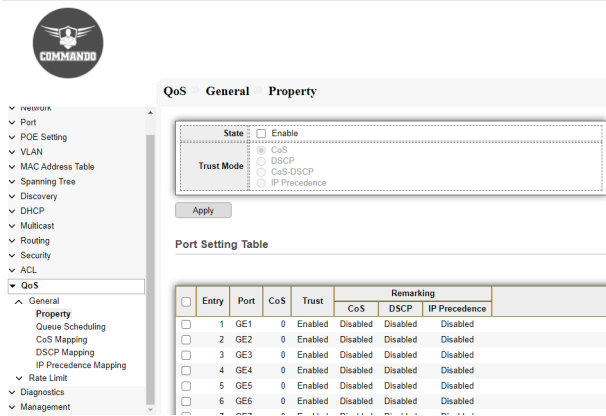 COMMANDO
QoS General Property
Network
Port
POE Setting
VLAN
MAC Address Table
Spanning Tree
Discovery
DHCP
Multicast
Routing
Security
ACL
QoS
General
Property
Queue Scheduling
CoS Mapping
DSCP Mapping
IP Precedence Mapping
Rate Limit
Diagnostics
Management
State Enable
Trust Mode CoS
DSCP
CoS-DSCP
IP Precedence
Apply
Port Setting Table
Entry Port CoS Trust Remarking
CoS DSCP IP Precedence
1 GE1 0 Enabled Disabled Disabled Disabled
2 GE2 0 Enabled Disabled Disabled Disabled
3 GE3 0 Enabled Disabled Disabled Disabled
4 GE4 0 Enabled Disabled Disabled Disabled
5 GE5 0 Enabled Disabled Disabled Disabled
6 GE6 0 Enabled Disabled Disabled Disabled